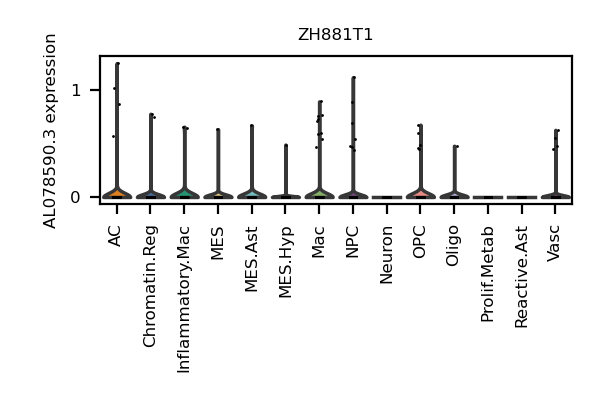 ZH881T1
AL078590.3 expression
1
0
AC
Chromatin.Reg
Inflammatory.Mac
MES
MES.Ast
MES.Hyp
Mac
NPC
Neuron
OPC
Oligo
Prolif.Metab
Reactive.Ast
Vasc